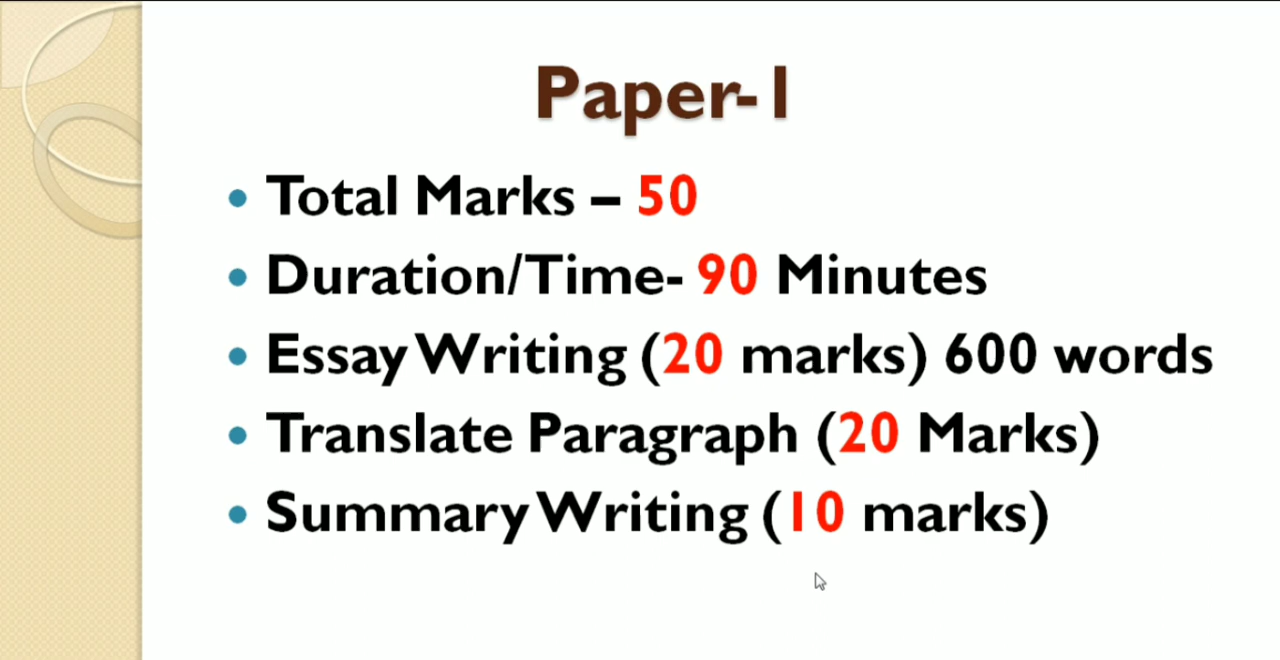 Paper-1
• Total Marks – 50
• Duration/Time- 90 Minutes
• Essay Writing (20 marks) 600 words
• Translate Paragraph (20 Marks)
• Summary Writing (10 marks)